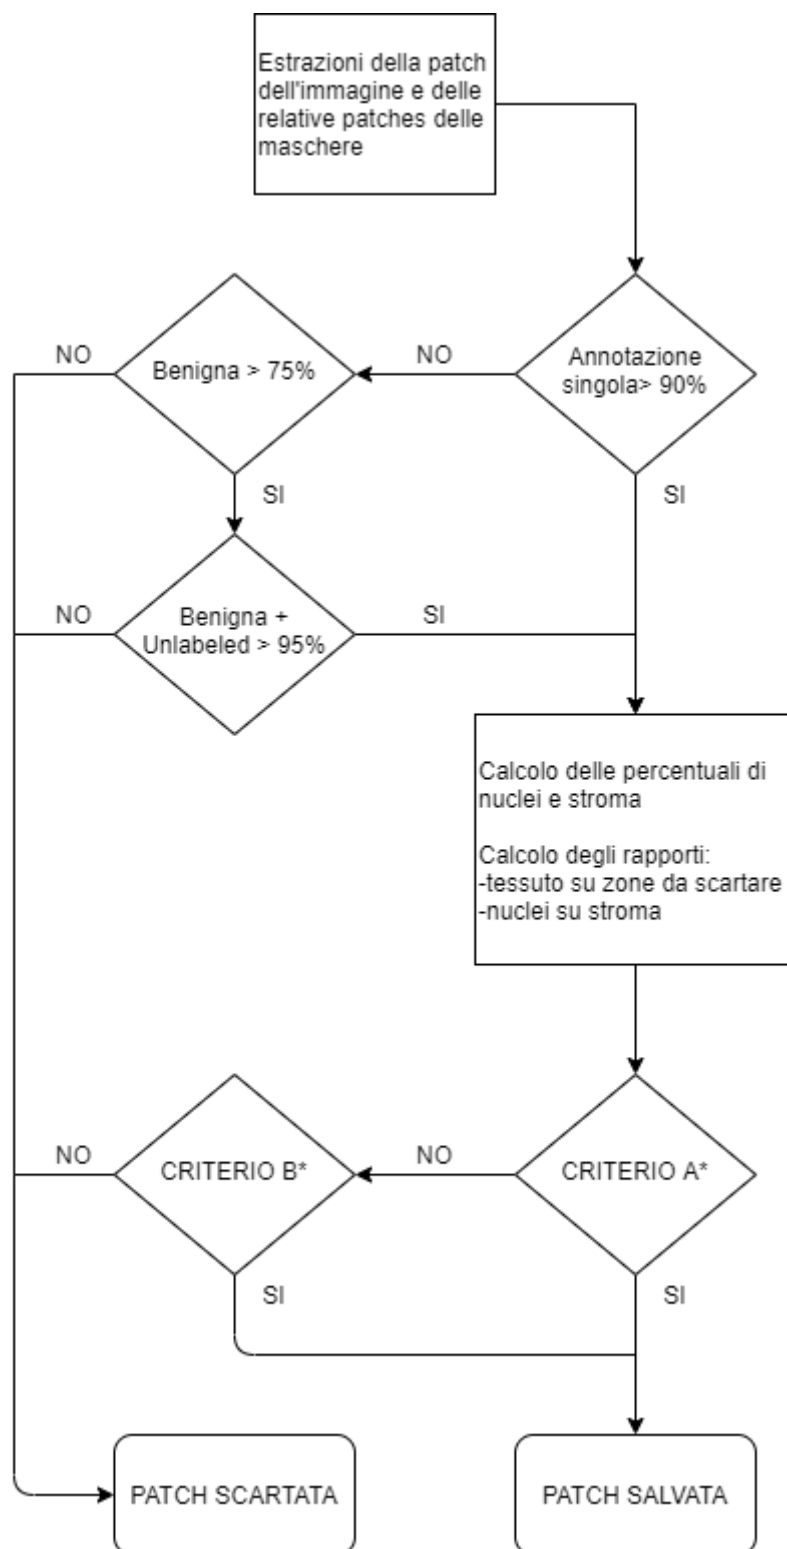 Estrazioni della patch
dell'immagine e delle
relative patches delle
maschere
NO
Benigna > 75%
NO
Annotazione
singola> 90%
SI
SI
NO
Benigna +
Unlabeled > 95%
SI
Calcolo delle percentuali di
nuclei e stroma
Calcolo degli rapporti:
-tessuto su zone da scartare
-nuclei su stroma
NO
CRITERIO B*
NO
CRITERIO A*
SI
SI
PATCH SCARTATA
PATCH SALVATA